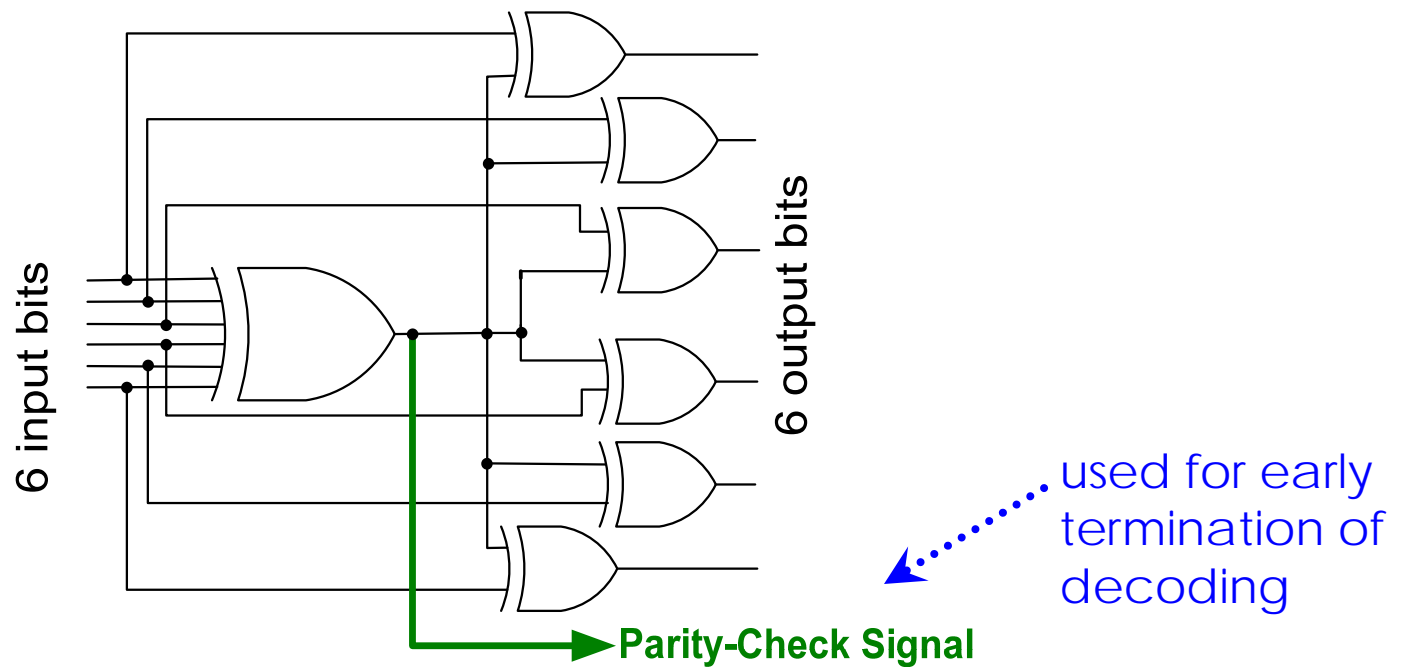 6 input bits
6 output bits
used for early
termination of
decoding
Parity-Check Signal